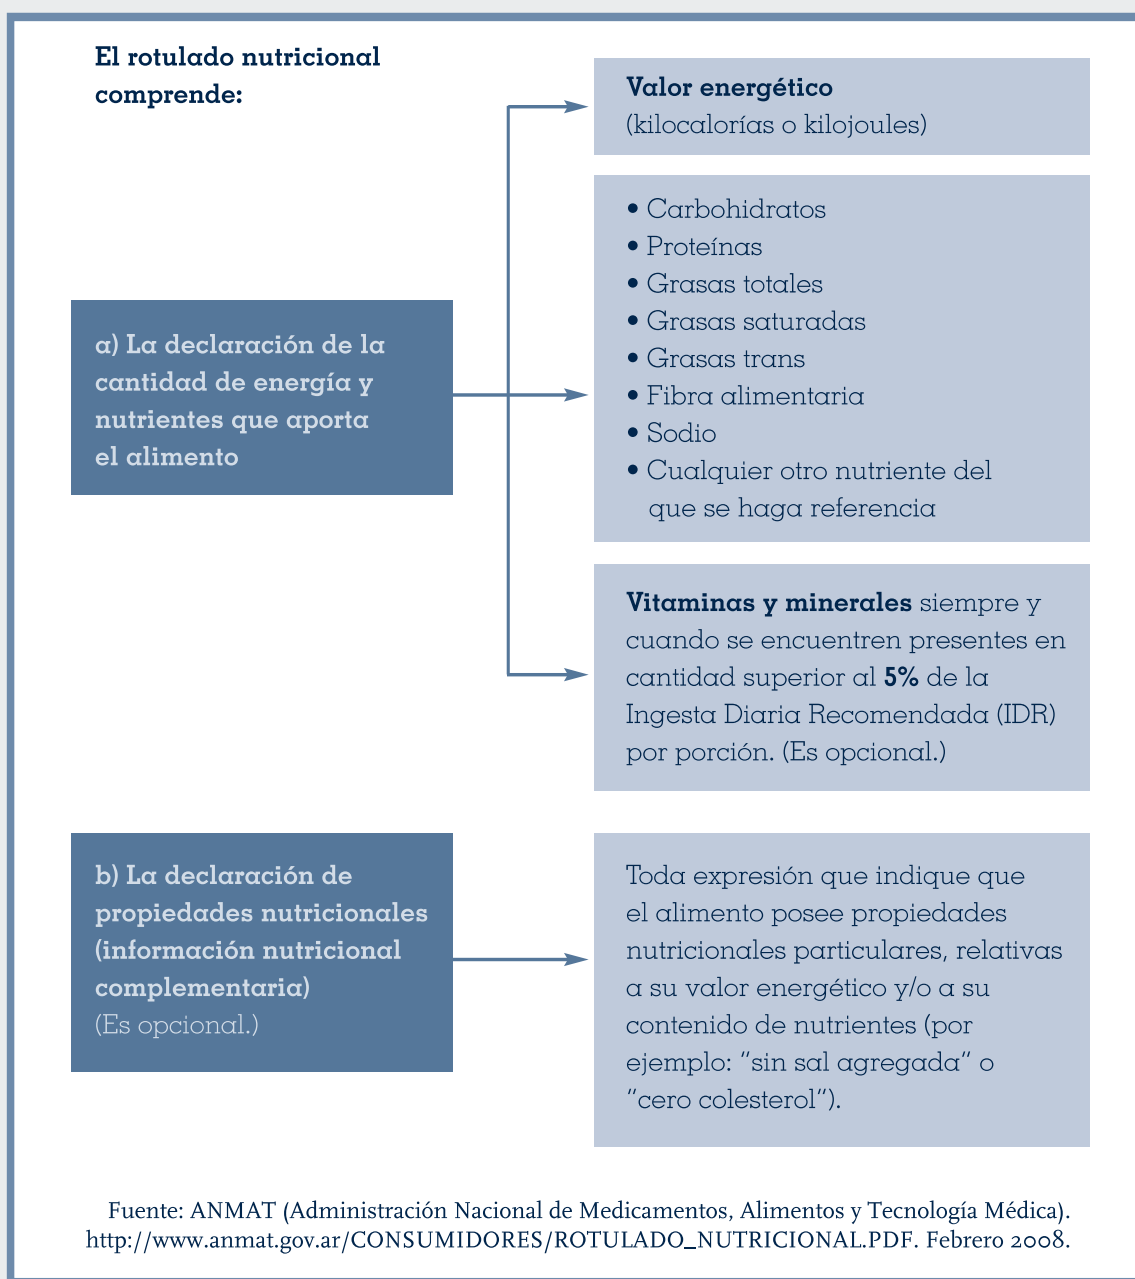 El rotulado nutricional
comprende:
Valor energético
(kilocalorías o kilojoules)
• Carbohidratos
• Proteínas
• Grasas totales
• Grasas saturadas
• Grasas trans
• Fibra alimentaria
• Sodio
• Cualquier otro nutriente del
que se haga referencia
a) La declaración de la
cantidad de energía y
nutrientes que aporta
el alimento
Vitaminas y minerales siempre y
cuando se encuentren presentes en
cantidad superior al 5% de la
Ingesta Diaria Recomendada (IDR)
por porción. (Es opcional.)
b) La declaración de
propiedades nutricionales
(información nutricional
complementaria)
(Es opcional.)
Toda expresión que indique que
el alimento posee propiedades
nutricionales particulares, relativas
a su valor energético y/o a su
contenido de nutrientes (por
ejemplo: “sin sal agregada” o
“cero colesterol”).
Fuente: ANMAT (Administración Nacional de Medicamentos, Alimentos y Tecnología Médica).
http://www.anmat.gov.ar/CONSUMIDORES/ROTULADO_NUTRICIONAL.PDF. Febrero 2008.